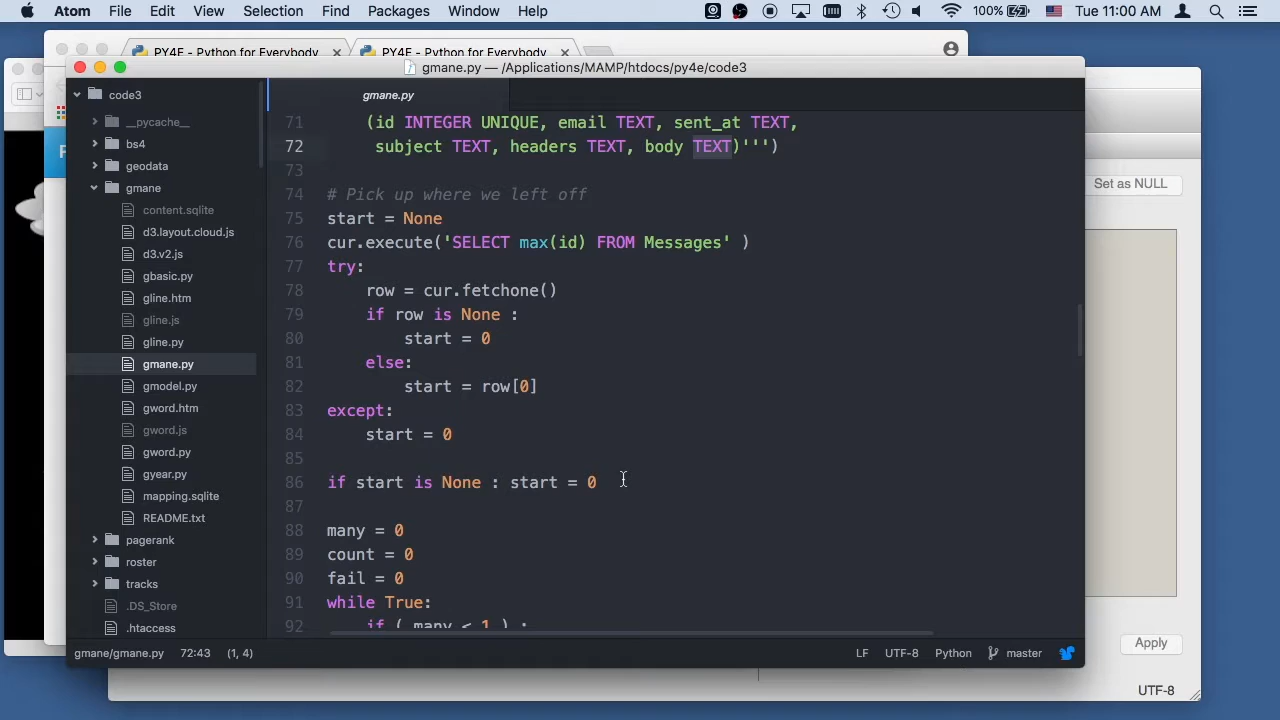 Atom File Edit View Selection Find Packages Window Help 100% Tue 11:00 AM
PY4E - Python for Everybody PY4E - Python for Everybody
gmane.py — /Applications/MAMP/htdocs/py4e/code3
code3
__pycache__
bs4
geodata
gmane
content.sqlite
d3.layout.cloud.js
d3.v2.js
gbasic.py
gline.htm
gline.js
gline.py
gmane.py
gmodel.py
gword.htm
gword.js
gword.py
gyear.py
mapping.sqlite
README.txt
pagerank
roster
tracks
.DS_Store
.htaccess
gmane.py
71 (id INTEGER UNIQUE, email TEXT, sent_at TEXT,
72 subject TEXT, headers TEXT, body TEXT)''')
73
74 # Pick up where we left off
75 start = None
76 cur.execute('SELECT max(id) FROM Messages' )
77 try:
78 row = cur.fetchone()
79 if row is None :
80 start = 0
81 else:
82 start = row[0]
83 except:
84 start = 0
85
86 if start is None : start = 0
87
88 many = 0
89 count = 0
90 fail = 0
91 while True:
92 if ( many < 1 ) :
gmane/gmane.py 72:43 (1, 4) LF UTF-8 Python master
Set as NULL
Apply
UTF-8